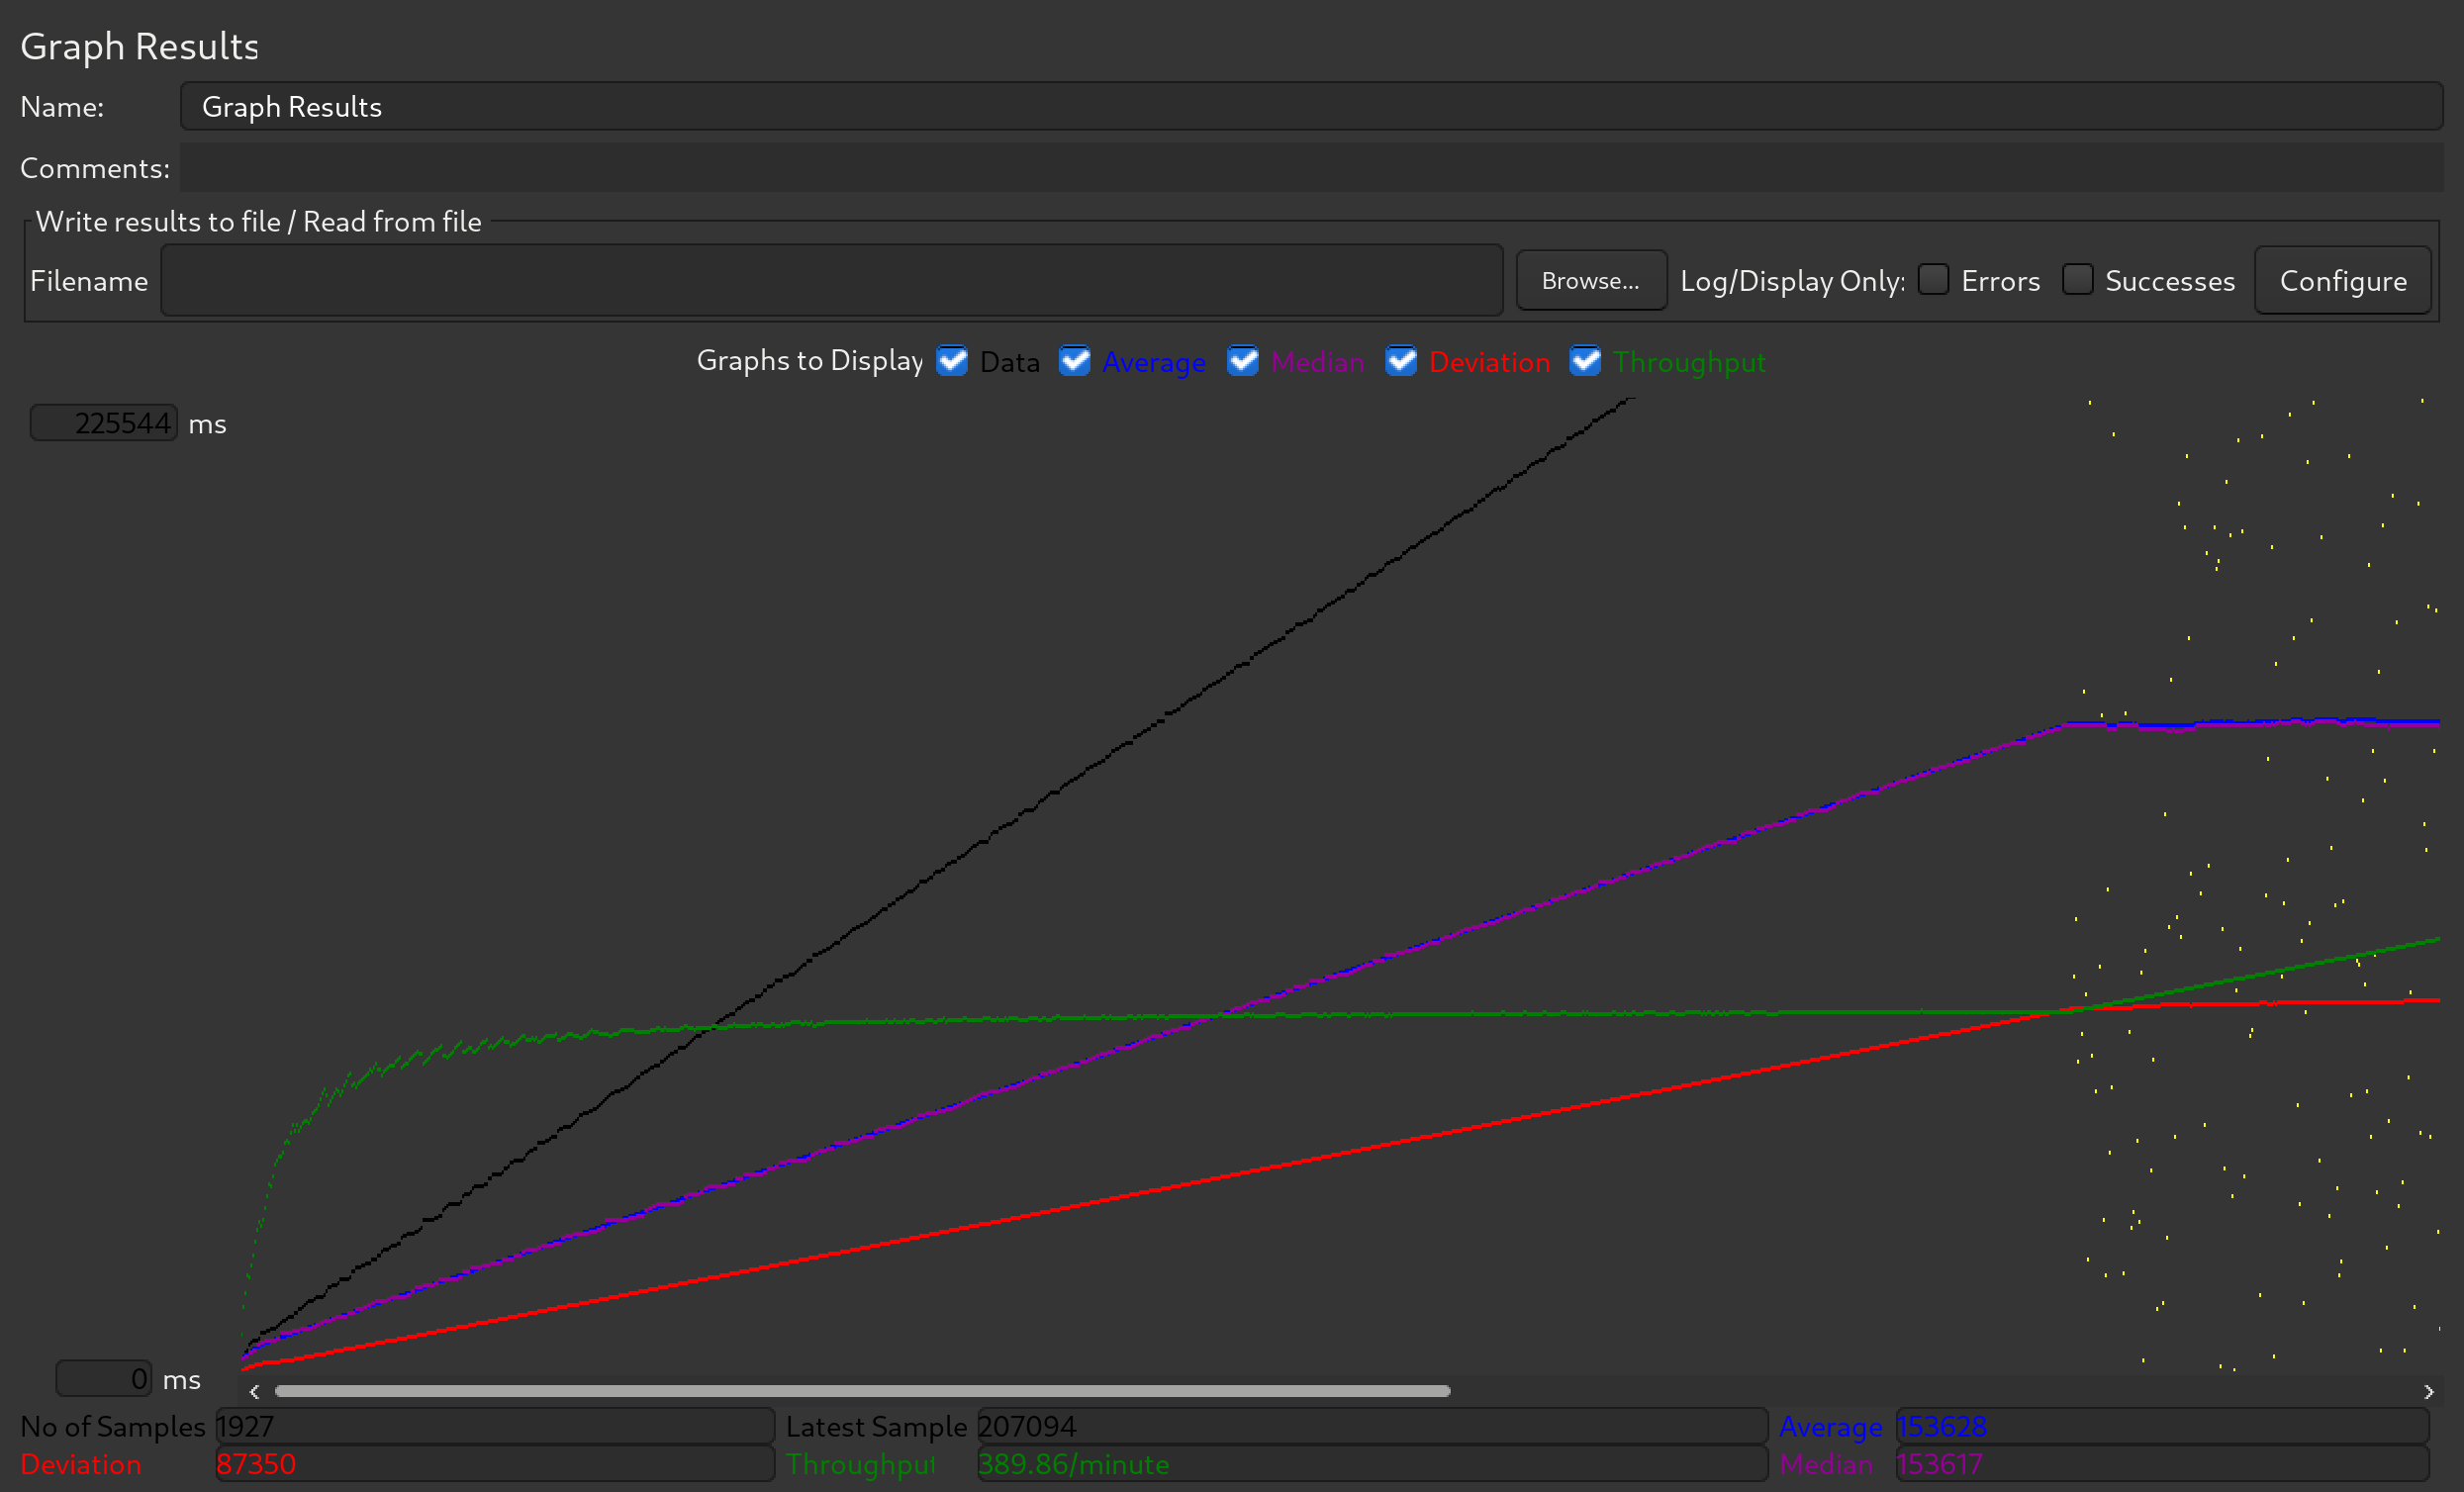 Graph Results
Name: Graph Results
Comments:
Write results to file / Read from file
Filename Browse... Log/Display Only: Errors Successes Configure
Graphs to Display Data Average Median Deviation Throughput
225544 ms
0 ms
No of Samples 1927 Latest Sample 207094 Average 153628
Deviation 87350 Throughput 389.86/minute Median 153617